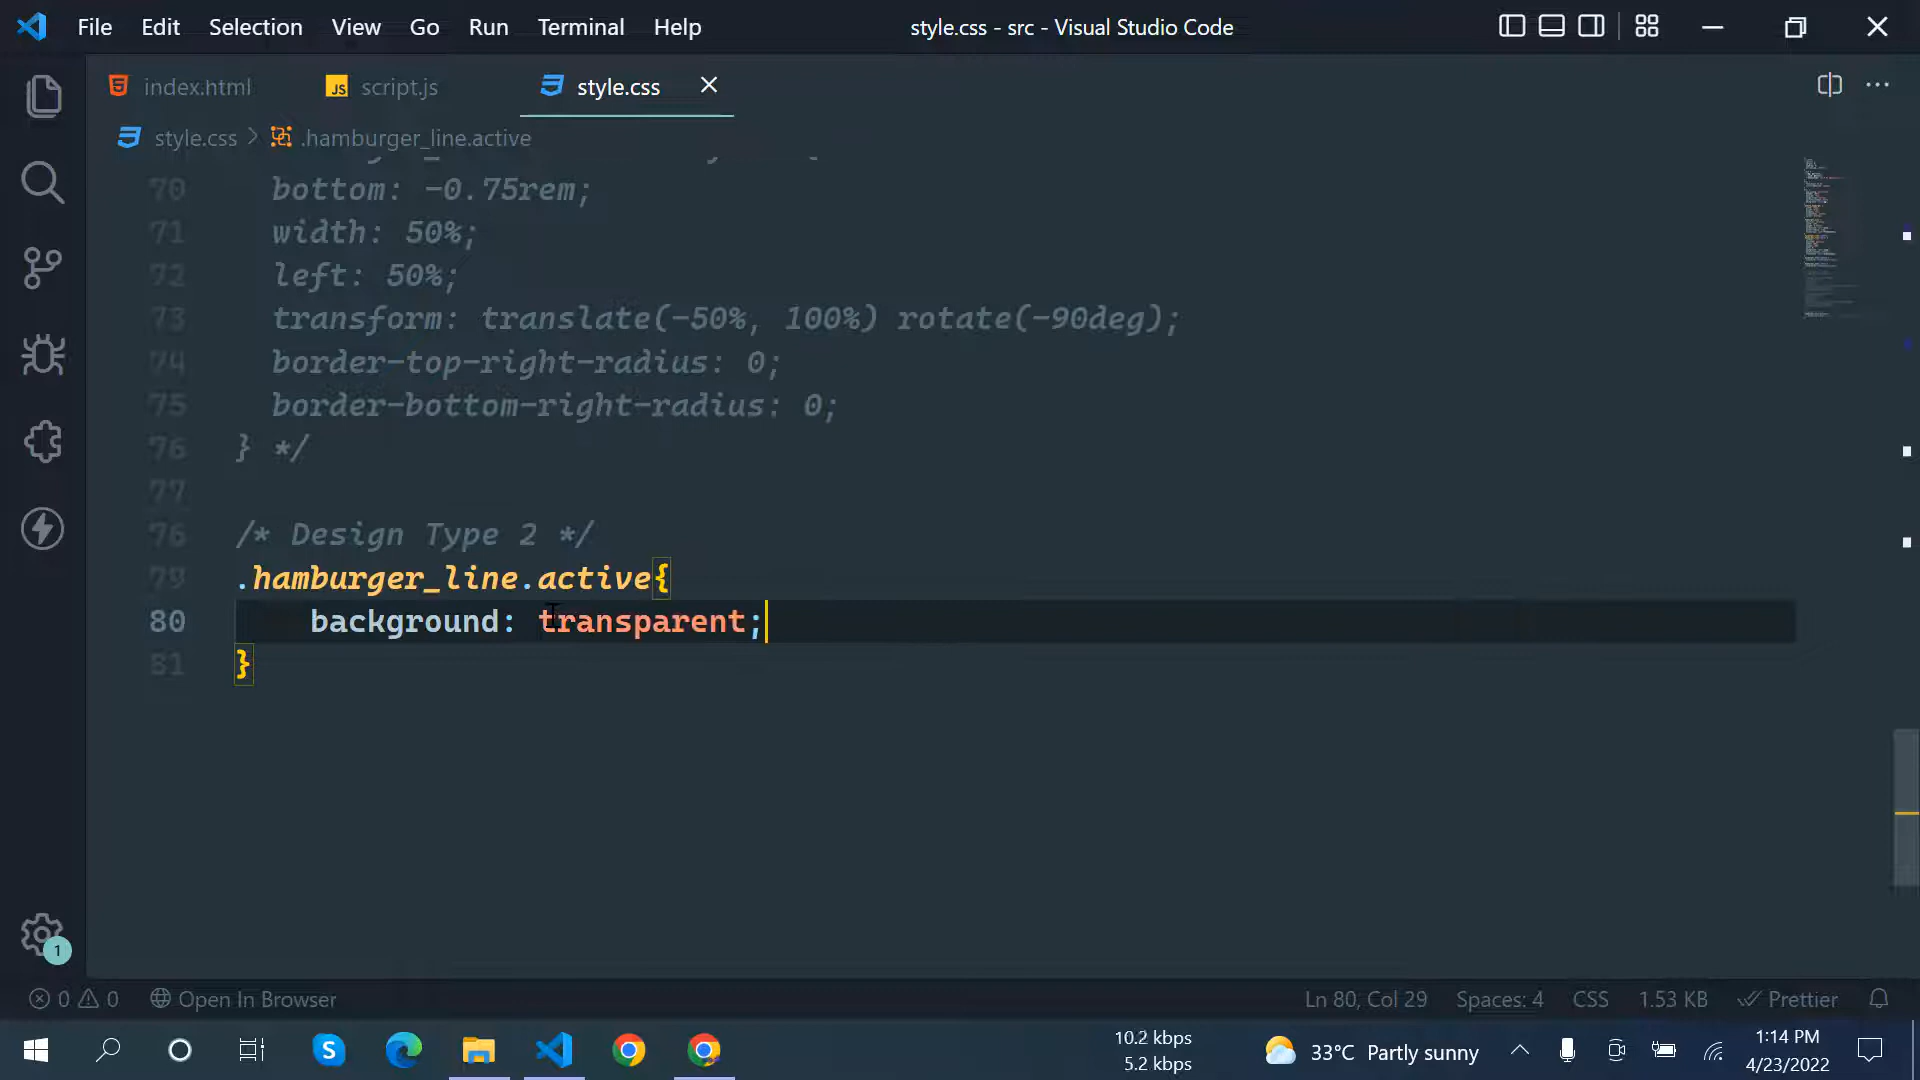 File Edit Selection View Go Run Terminal Help
style.css - src - Visual Studio Code
index.html
JS script.js
style.css
style.css > .hamburger_line.active
70 bottom: -0.75rem;
71 width: 50%;
72 left: 50%;
73 transform: translate(-50%, 100%) rotate(-90deg);
74 border-top-right-radius: 0;
75 border-bottom-right-radius: 0;
76 } */
77
76 /* Design Type 2 */
79 .hamburger_line.active{
80 background: transparent;
81 }
1
0 0 Open In Browser
Ln 80, Col 29 Spaces: 4 CSS 1.53 KB Prettier
S
10.2 kbps
5.2 kbps
33°C Partly sunny
1:14 PM
4/23/2022